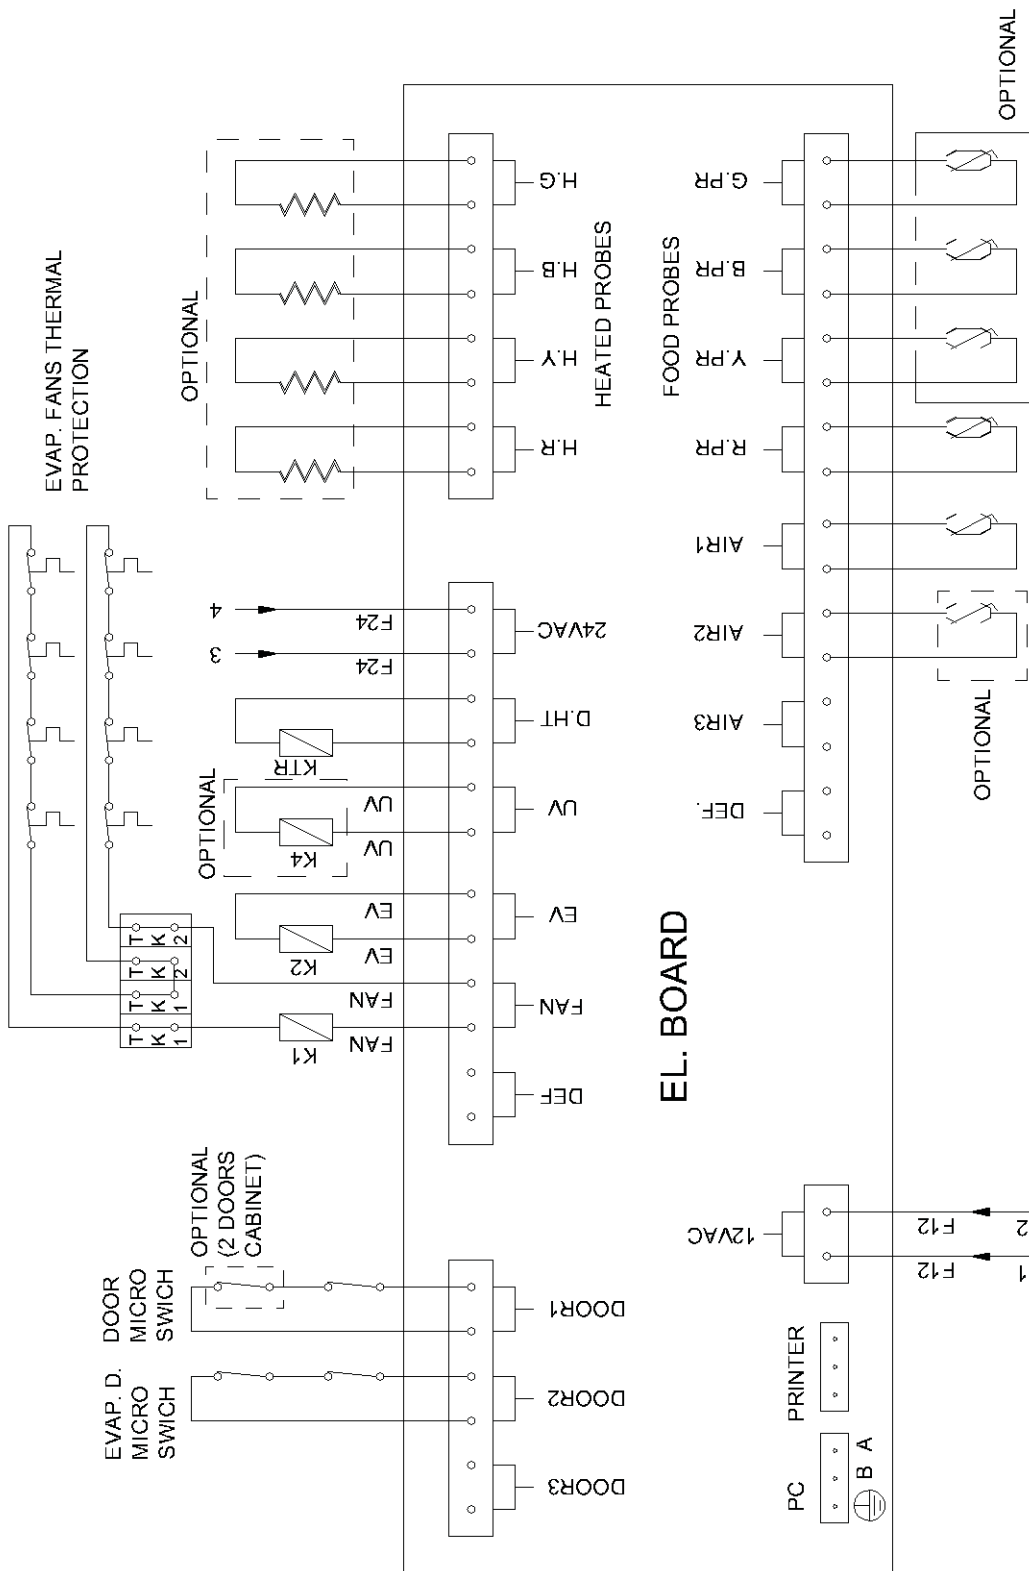 EVAP. D.
MICRO
SWICH
DOOR
MICRO
SWICH
OPTIONAL
(2 DOORS
CABINET)
EVAP. FANS THERMAL
PROTECTION
T
K
1
T
K
1
T
K
2
T
K
2
K1
K2
OPTIONAL
K4
KTR
3
4
OPTIONAL
FAN
FAN
EV
EV
UV
UV
F24
F24
DOOR3
DOOR2
DOOR1
DEF
FAN
EV
UV
D.HT
24VAC
H.R
H.Y
H.B
H.G
HEATED PROBES
EL. BOARD
FOOD PROBES
PC
PRINTER
12VAC
DEF.
AIR3
AIR2
AIR1
R.PR
Y.PR
B.PR
G.PR
B A
F12
F12
1
2
OPTIONAL
OPTIONAL